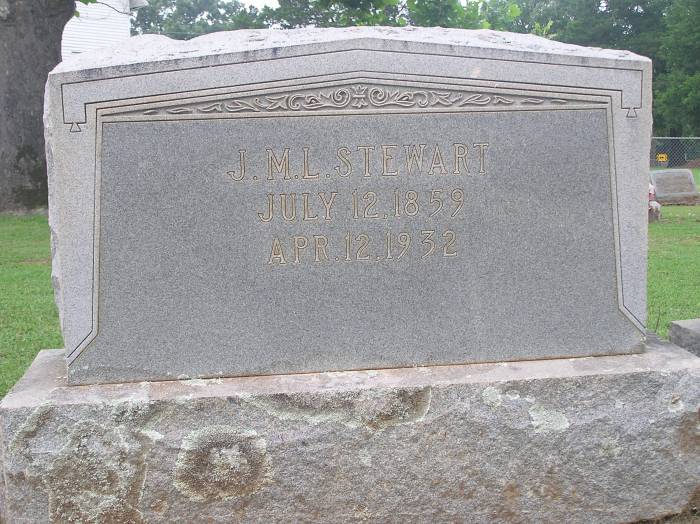 J.M.L. STEWART
JULY 12, 1859
APR. 12, 1932